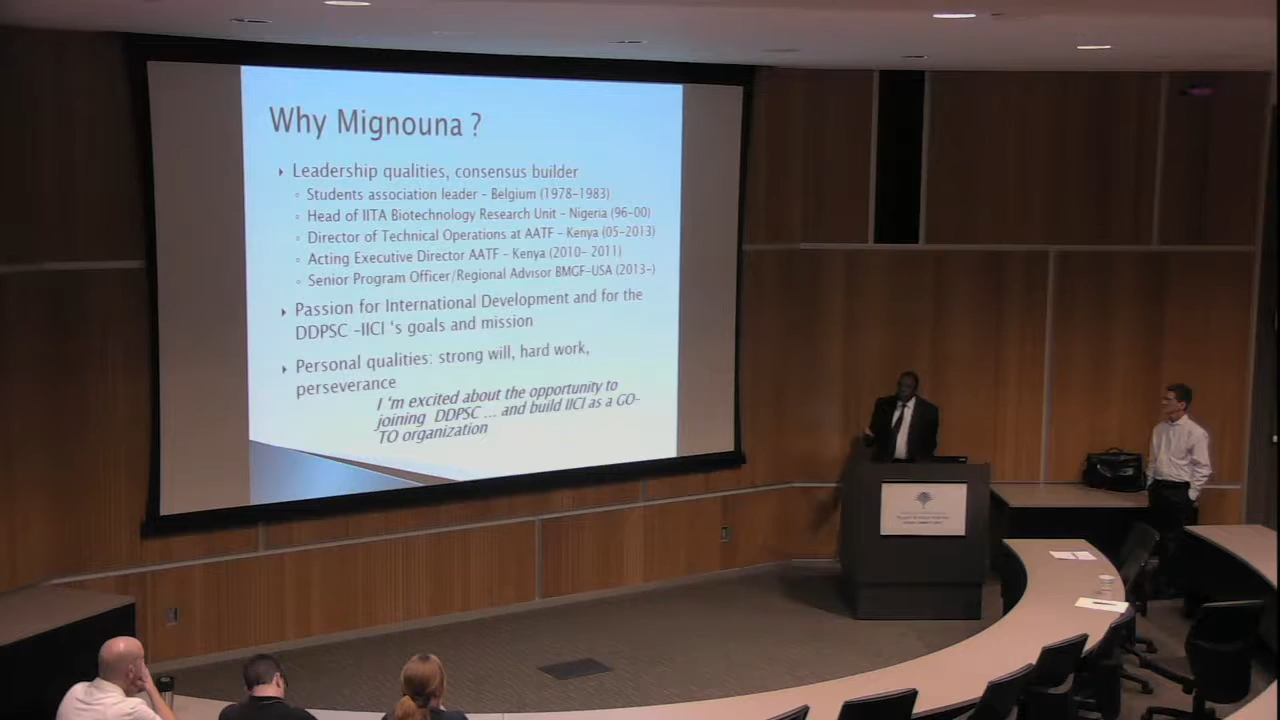 Why Mignouna ?
Leadership qualities, consensus builder
Students association leader – Belgium (1978–1983)
Head of IITA Biotechnology Research Unit – Nigeria (96–00)
Director of Technical Operations at AATF – Kenya (05–2013)
Acting Executive Director AATF – Kenya (2010– 2011)
Senior Program Officer/Regional Advisor BMGF–USA (2013–)
Passion for International Development and for the
DDPSC –IICI 's goals and mission
Personal qualities: strong will, hard work,
perseverance
I 'm excited about the opportunity to
joining DDPSC ... and build IICI as a GO-
TO organization